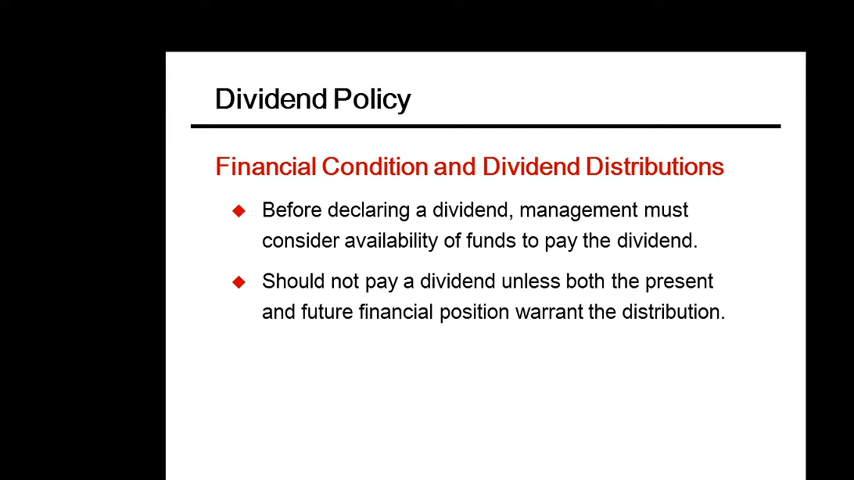 Dividend Policy
Financial Condition and Dividend Distributions
Before declaring a dividend, management must
consider availability of funds to pay the dividend.
Should not pay a dividend unless both the present
and future financial position warrant the distribution.